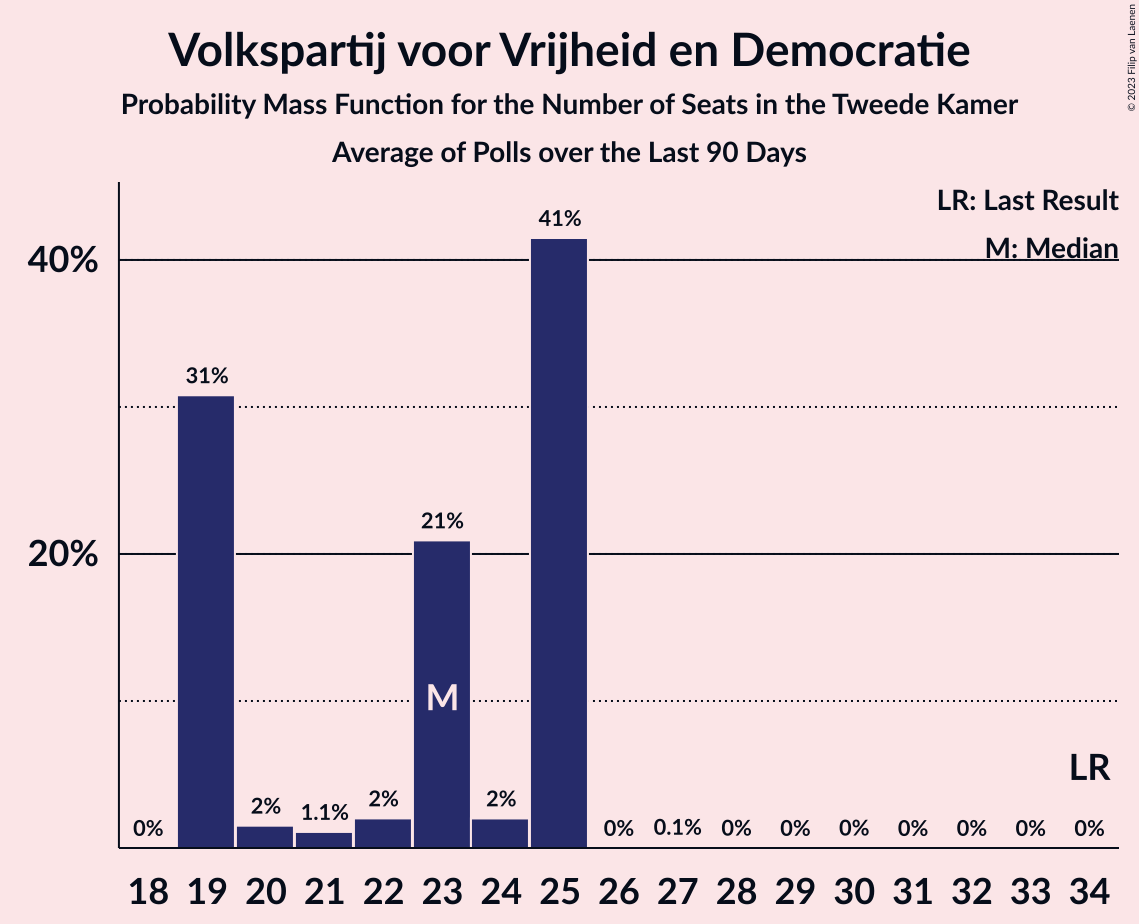 Volkspartij voor Vrijheid en Democratie
Probability Mass Function for the Number of Seats in the Tweede Kamer
Average of Polls over the Last 90 Days
© 2023 Filip van Laenen
LR: Last Result
M: Median
40%
20%
0%
31%
2%
1.1%
2%
21%
2%
41%
0%
0.1%
0%
0%
0%
0%
0%
0%
0%
M
LR
18 19 20 21 22 23 24 25 26 27 28 29 30 31 32 33 34